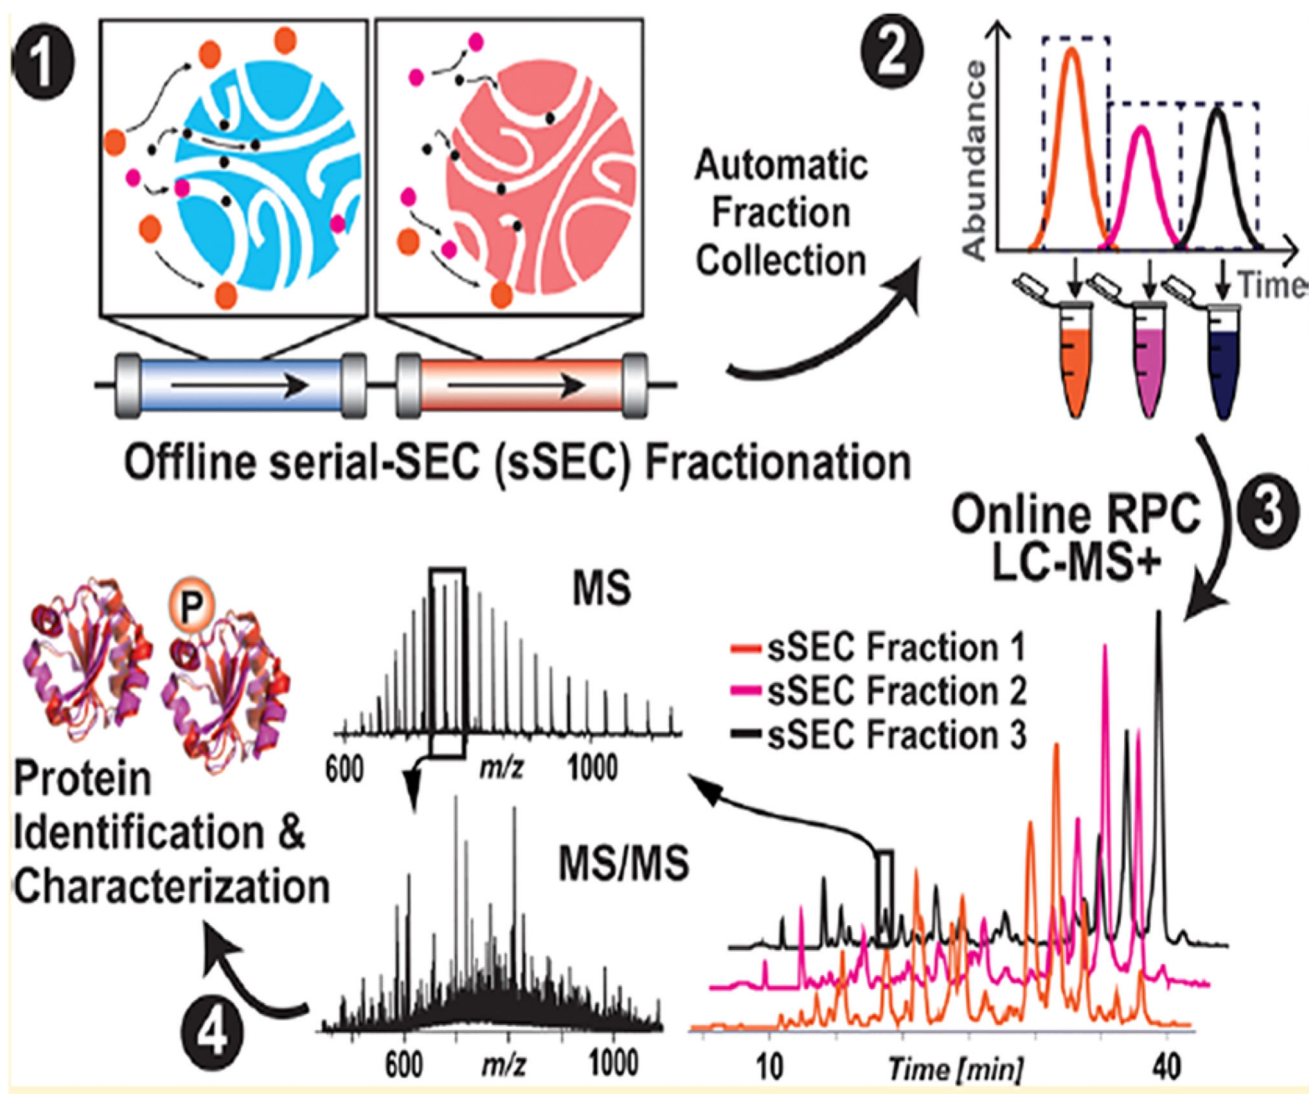 1
Offline serial-SEC (sSEC) Fractionation
Automatic
Fraction
Collection
2
Abundance
Time
3
Online RPC
LC-MS+
sSEC Fraction 1
sSEC Fraction 2
sSEC Fraction 3
10
Time [min]
40
MS
600
m/z
1000
MS/MS
600
m/z
1000
4
P
Protein
Identification &
Characterization